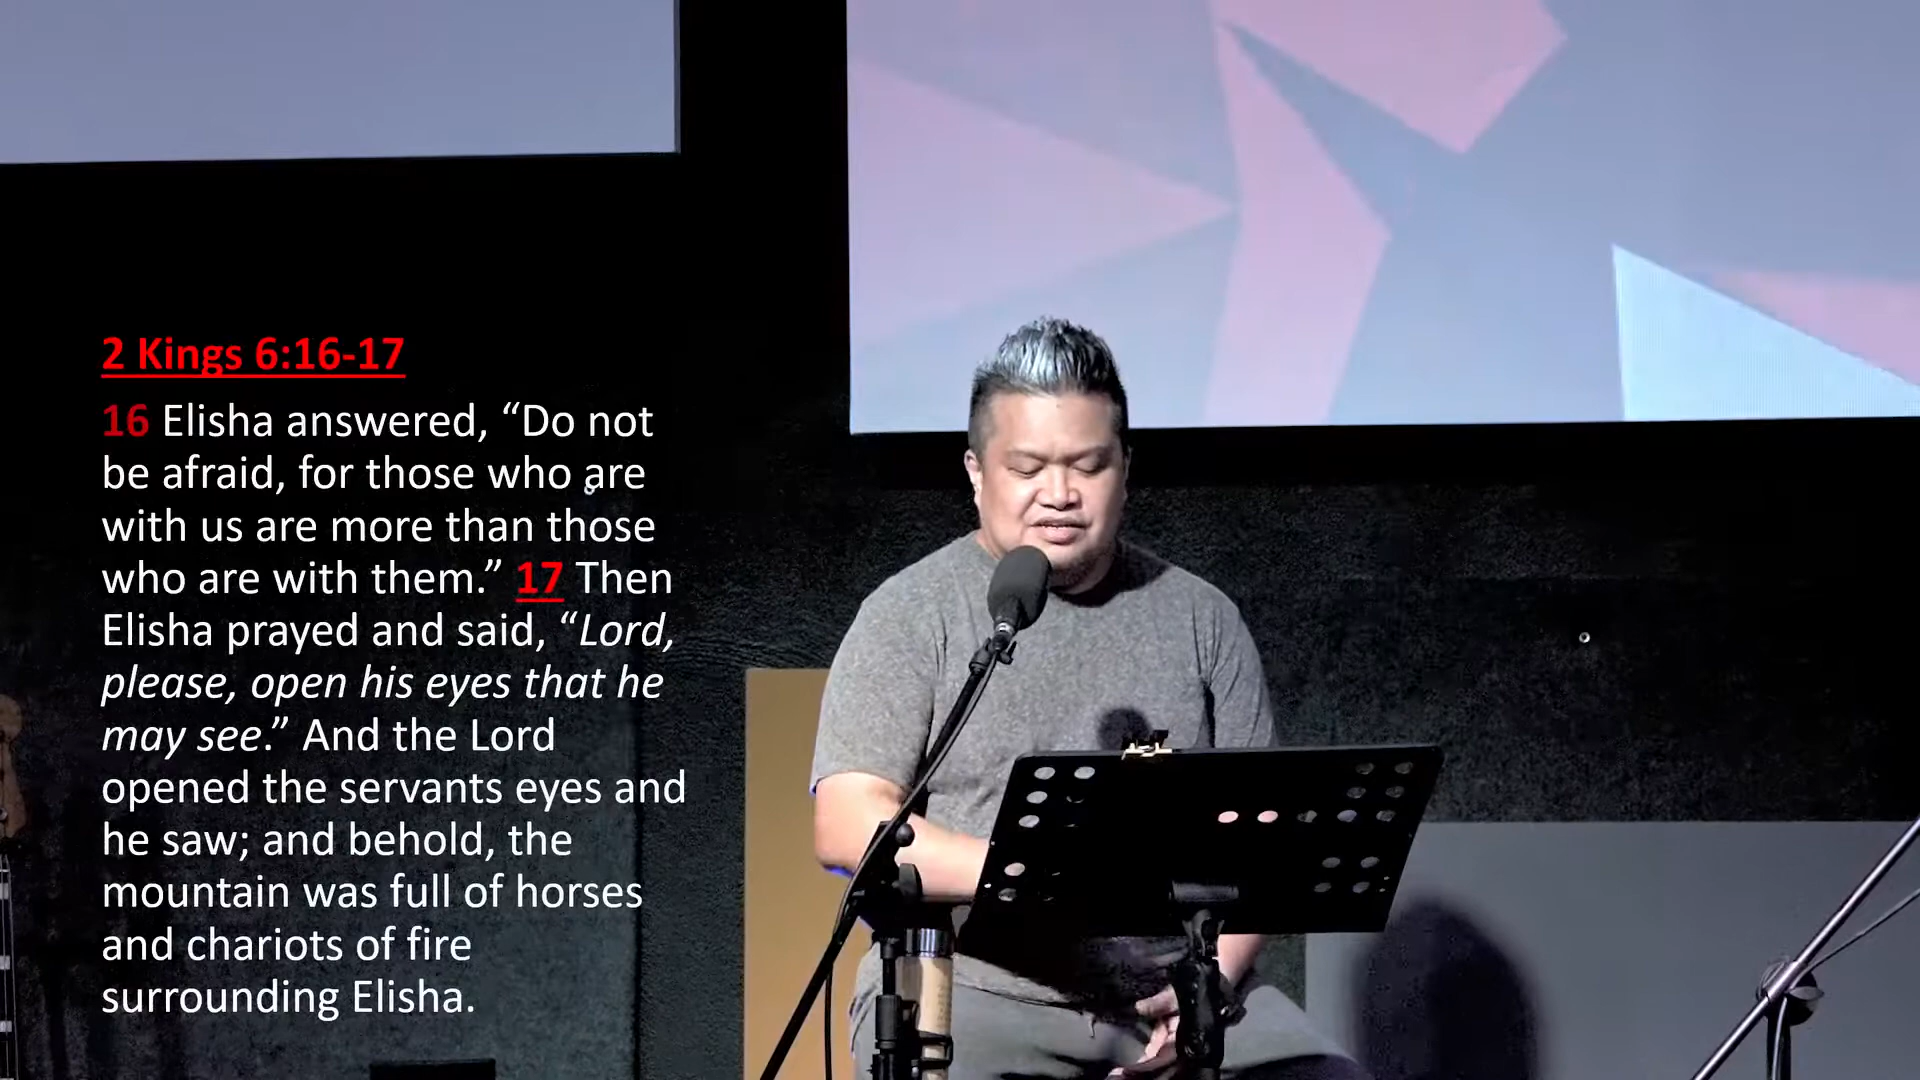 2 Kings 6:16-17
16 Elisha answered, “Do not
be afraid, for those who are
with us are more than those
who are with them.” 17 Then
Elisha prayed and said, “Lord,
please, open his eyes that he
may see.” And the Lord
opened the servants eyes and
he saw; and behold, the
mountain was full of horses
and chariots of fire
surrounding Elisha.